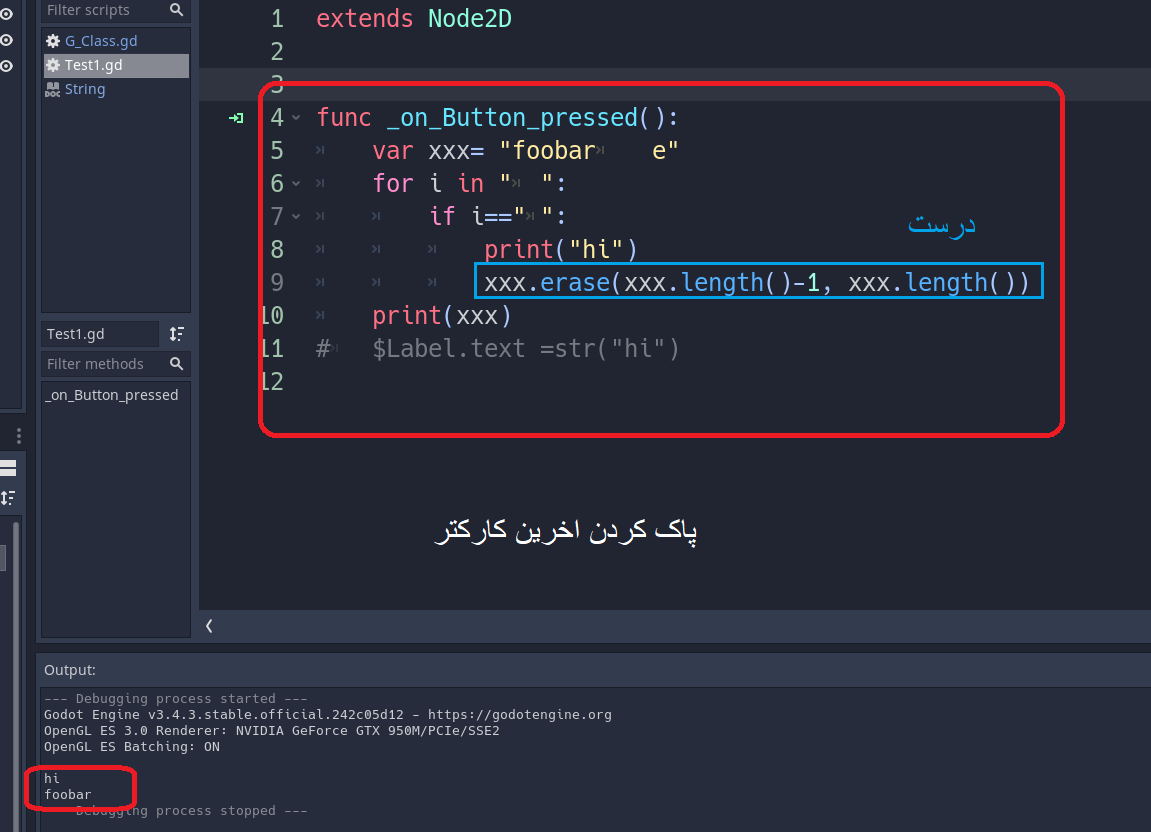 Filter scripts
G_Class.gd
Test1.gd
String
Test1.gd
Filter methods
_on_Button_pressed
1 extends Node2D
2
3
4 func _on_Button_pressed():
5 var xxx= "foobar	e"
6 for i in "	":
7 if i=="	":
درست
8 print("hi")
9 xxx.erase(xxx.length()-1, xxx.length())
10 print(xxx)
11 #	$Label.text =str("hi")
12
پاک کردن اخرین کارکتر
Output:
--- Debugging process started ---
Godot Engine v3.4.3.stable.official.242c05d12 - https://godotengine.org
OpenGL ES 3.0 Renderer: NVIDIA GeForce GTX 950M/PCIe/SSE2
OpenGL ES Batching: ON
hi
foobar
Debugging process stopped ---